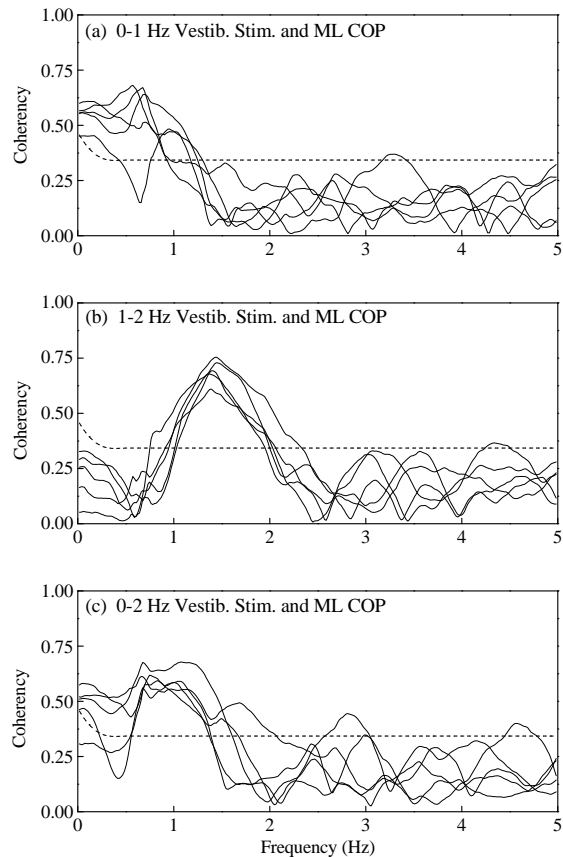 (a) 0-1 Hz Vestib. Stim. and ML COP
1.00
0.75
0.50
0.25
0.00
Coherency
0 1 2 3 4 5
(b) 1-2 Hz Vestib. Stim. and ML COP
1.00
0.75
0.50
0.25
0.00
Coherency
0 1 2 3 4 5
(c) 0-2 Hz Vestib. Stim. and ML COP
1.00
0.75
0.50
0.25
0.00
Coherency
0 1 2 3 4 5
Frequency (Hz)